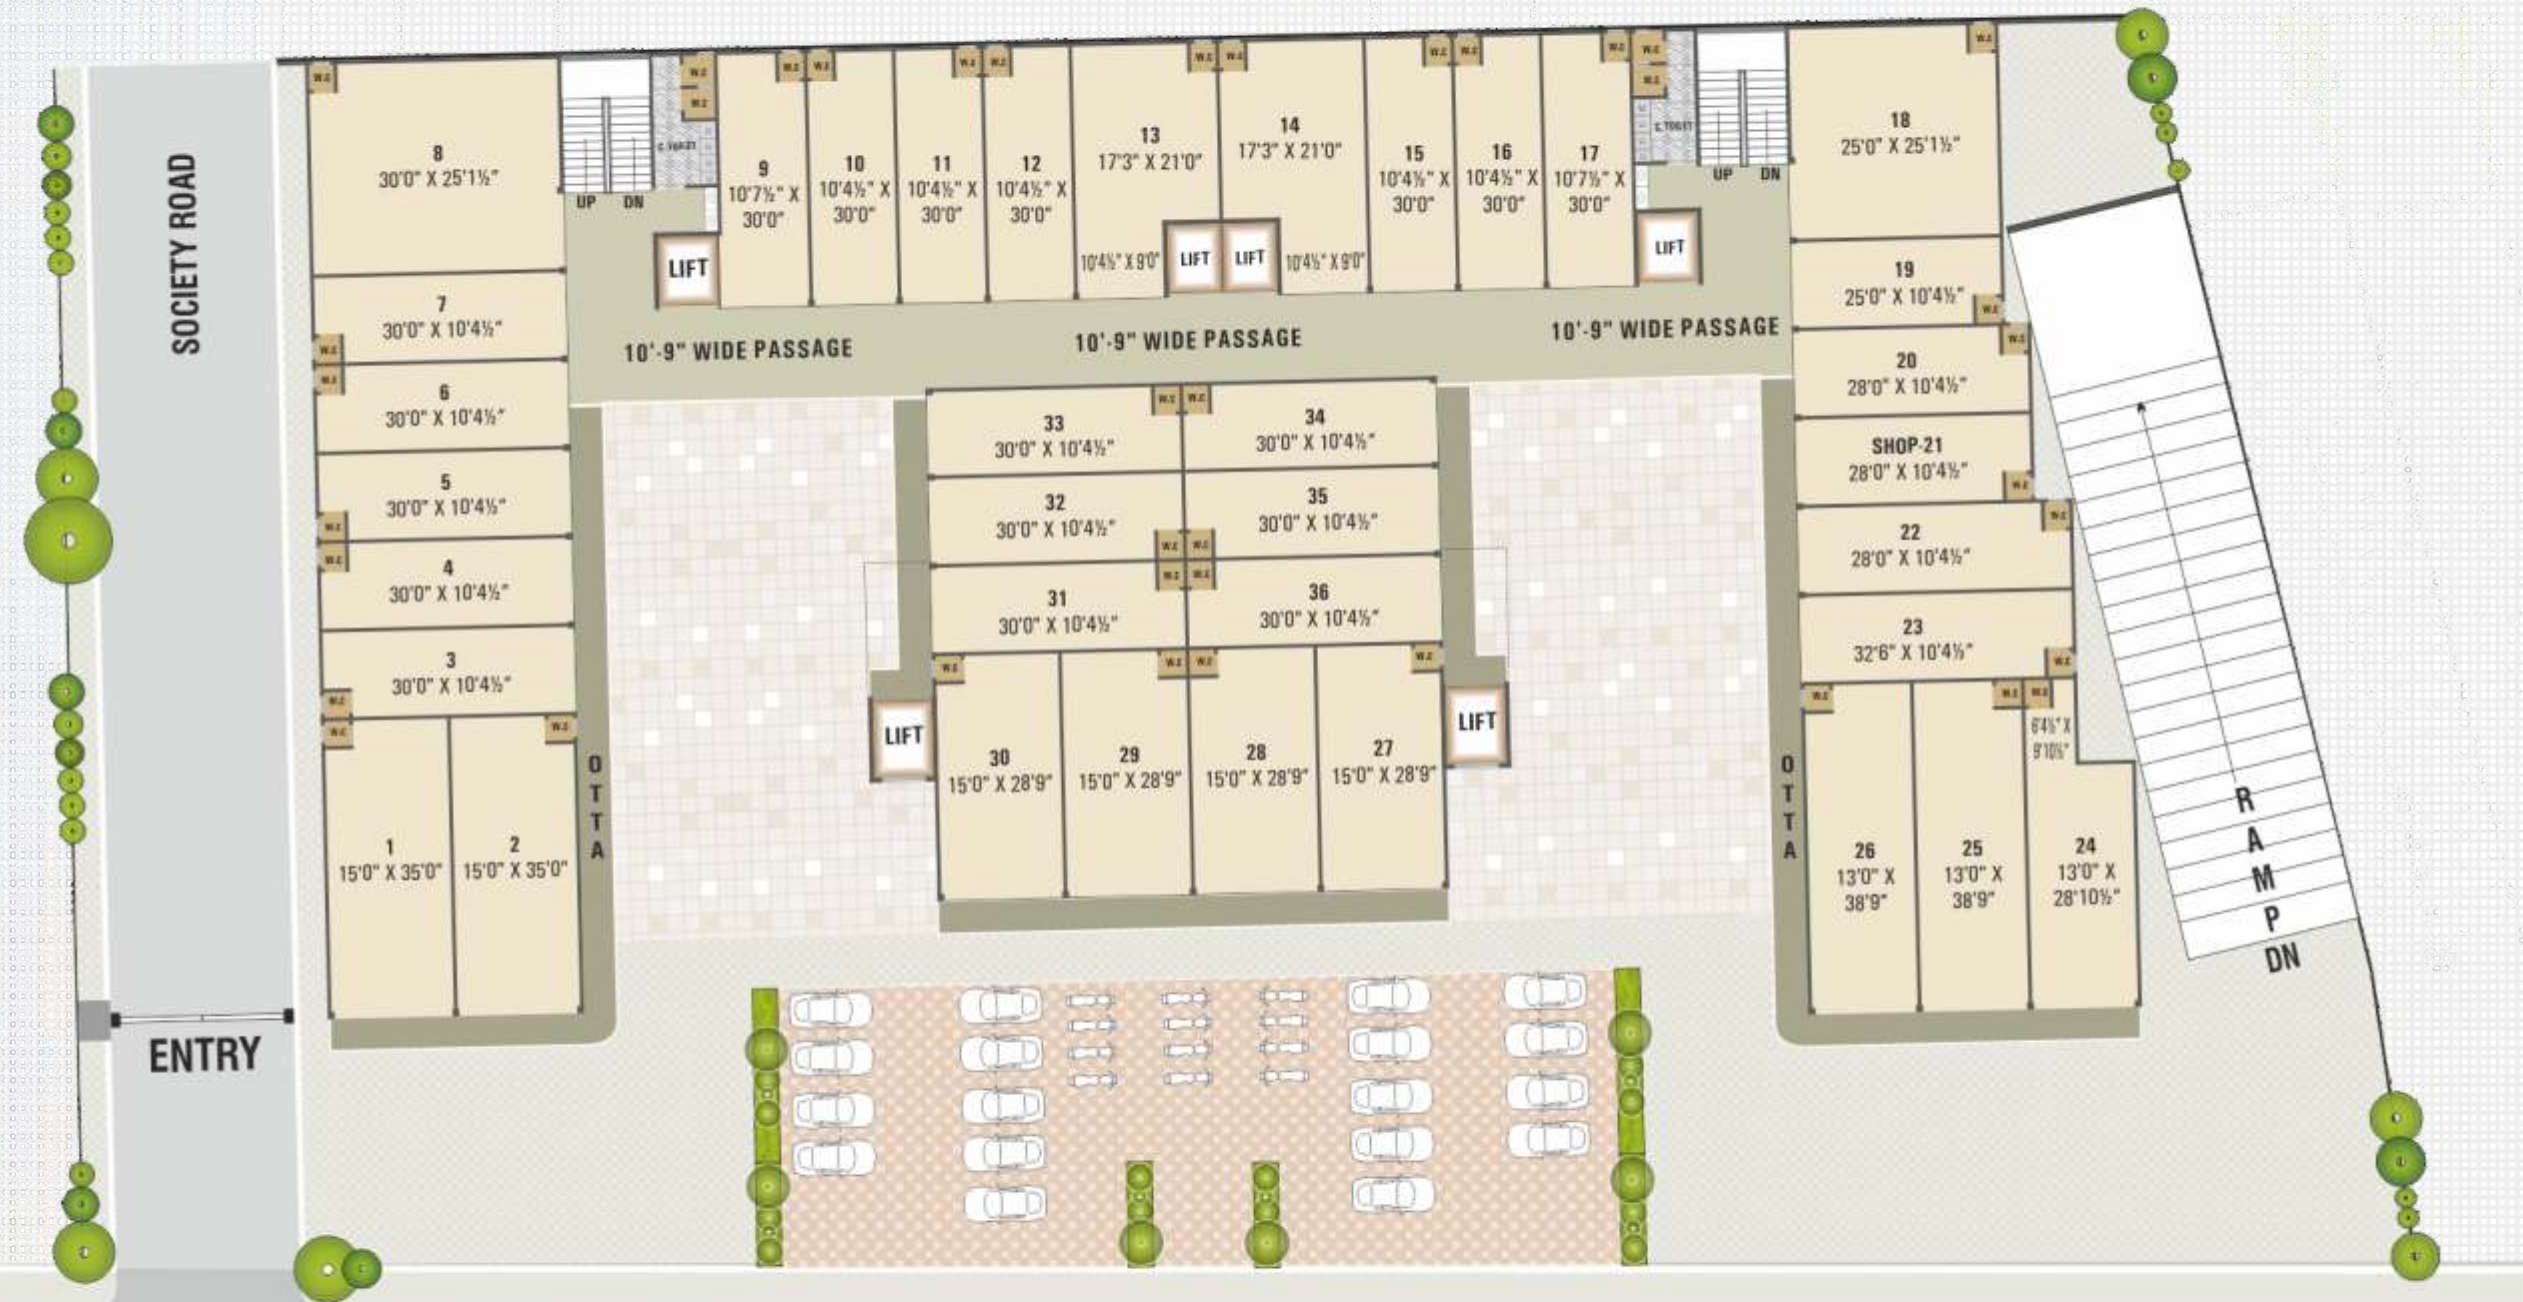 SOCIETY ROAD
ENTRY
W.C
8
30'0" X 25'1½"
7
30'0" X 10'4½"
W.C
W.C
6
30'0" X 10'4½"
5
30'0" X 10'4½"
W.C
W.C
4
30'0" X 10'4½"
3
30'0" X 10'4½"
W.C
W.C
W.C
1
15'0" X 35'0"
2
15'0" X 35'0"
OTTA
UP DN
W.C
W.C
C.TOILET
LIFT
W.C W.C
9
10'7½" X
30'0"
10
10'4½" X
30'0"
W.C W.C
11
10'4½" X
30'0"
12
10'4½" X
30'0"
W.C W.C
13
17'3" X 21'0"
10'4½" X 9'0"
LIFT
LIFT
14
17'3" X 21'0"
10'4½" X 9'0"
W.C W.C
15
10'4½" X
30'0"
16
10'4½" X
30'0"
W.C W.C
W.C
17
10'7½" X
30'0"
C.TOILET
LIFT
UP DN
10'-9" WIDE PASSAGE
10'-9" WIDE PASSAGE
10'-9" WIDE PASSAGE
W.C W.C
33
30'0" X 10'4½"
34
30'0" X 10'4½"
32
30'0" X 10'4½"
35
30'0" X 10'4½"
W.C W.C
W.C W.C
31
30'0" X 10'4½"
36
30'0" X 10'4½"
W.C
W.C W.C
W.C
LIFT
30
15'0" X 28'9"
29
15'0" X 28'9"
28
15'0" X 28'9"
27
15'0" X 28'9"
LIFT
W.C
18
25'0" X 25'1½"
19
25'0" X 10'4½"
W.C
W.C
20
28'0" X 10'4½"
SHOP-21
28'0" X 10'4½"
W.C
W.C
22
28'0" X 10'4½"
23
32'6" X 10'4½"
W.C
W.C
W.C W.C
6'4½" X
9'10½"
OTTA
26
13'0" X
38'9"
25
13'0" X
38'9"
24
13'0" X
28'10½"
RAMP
DN